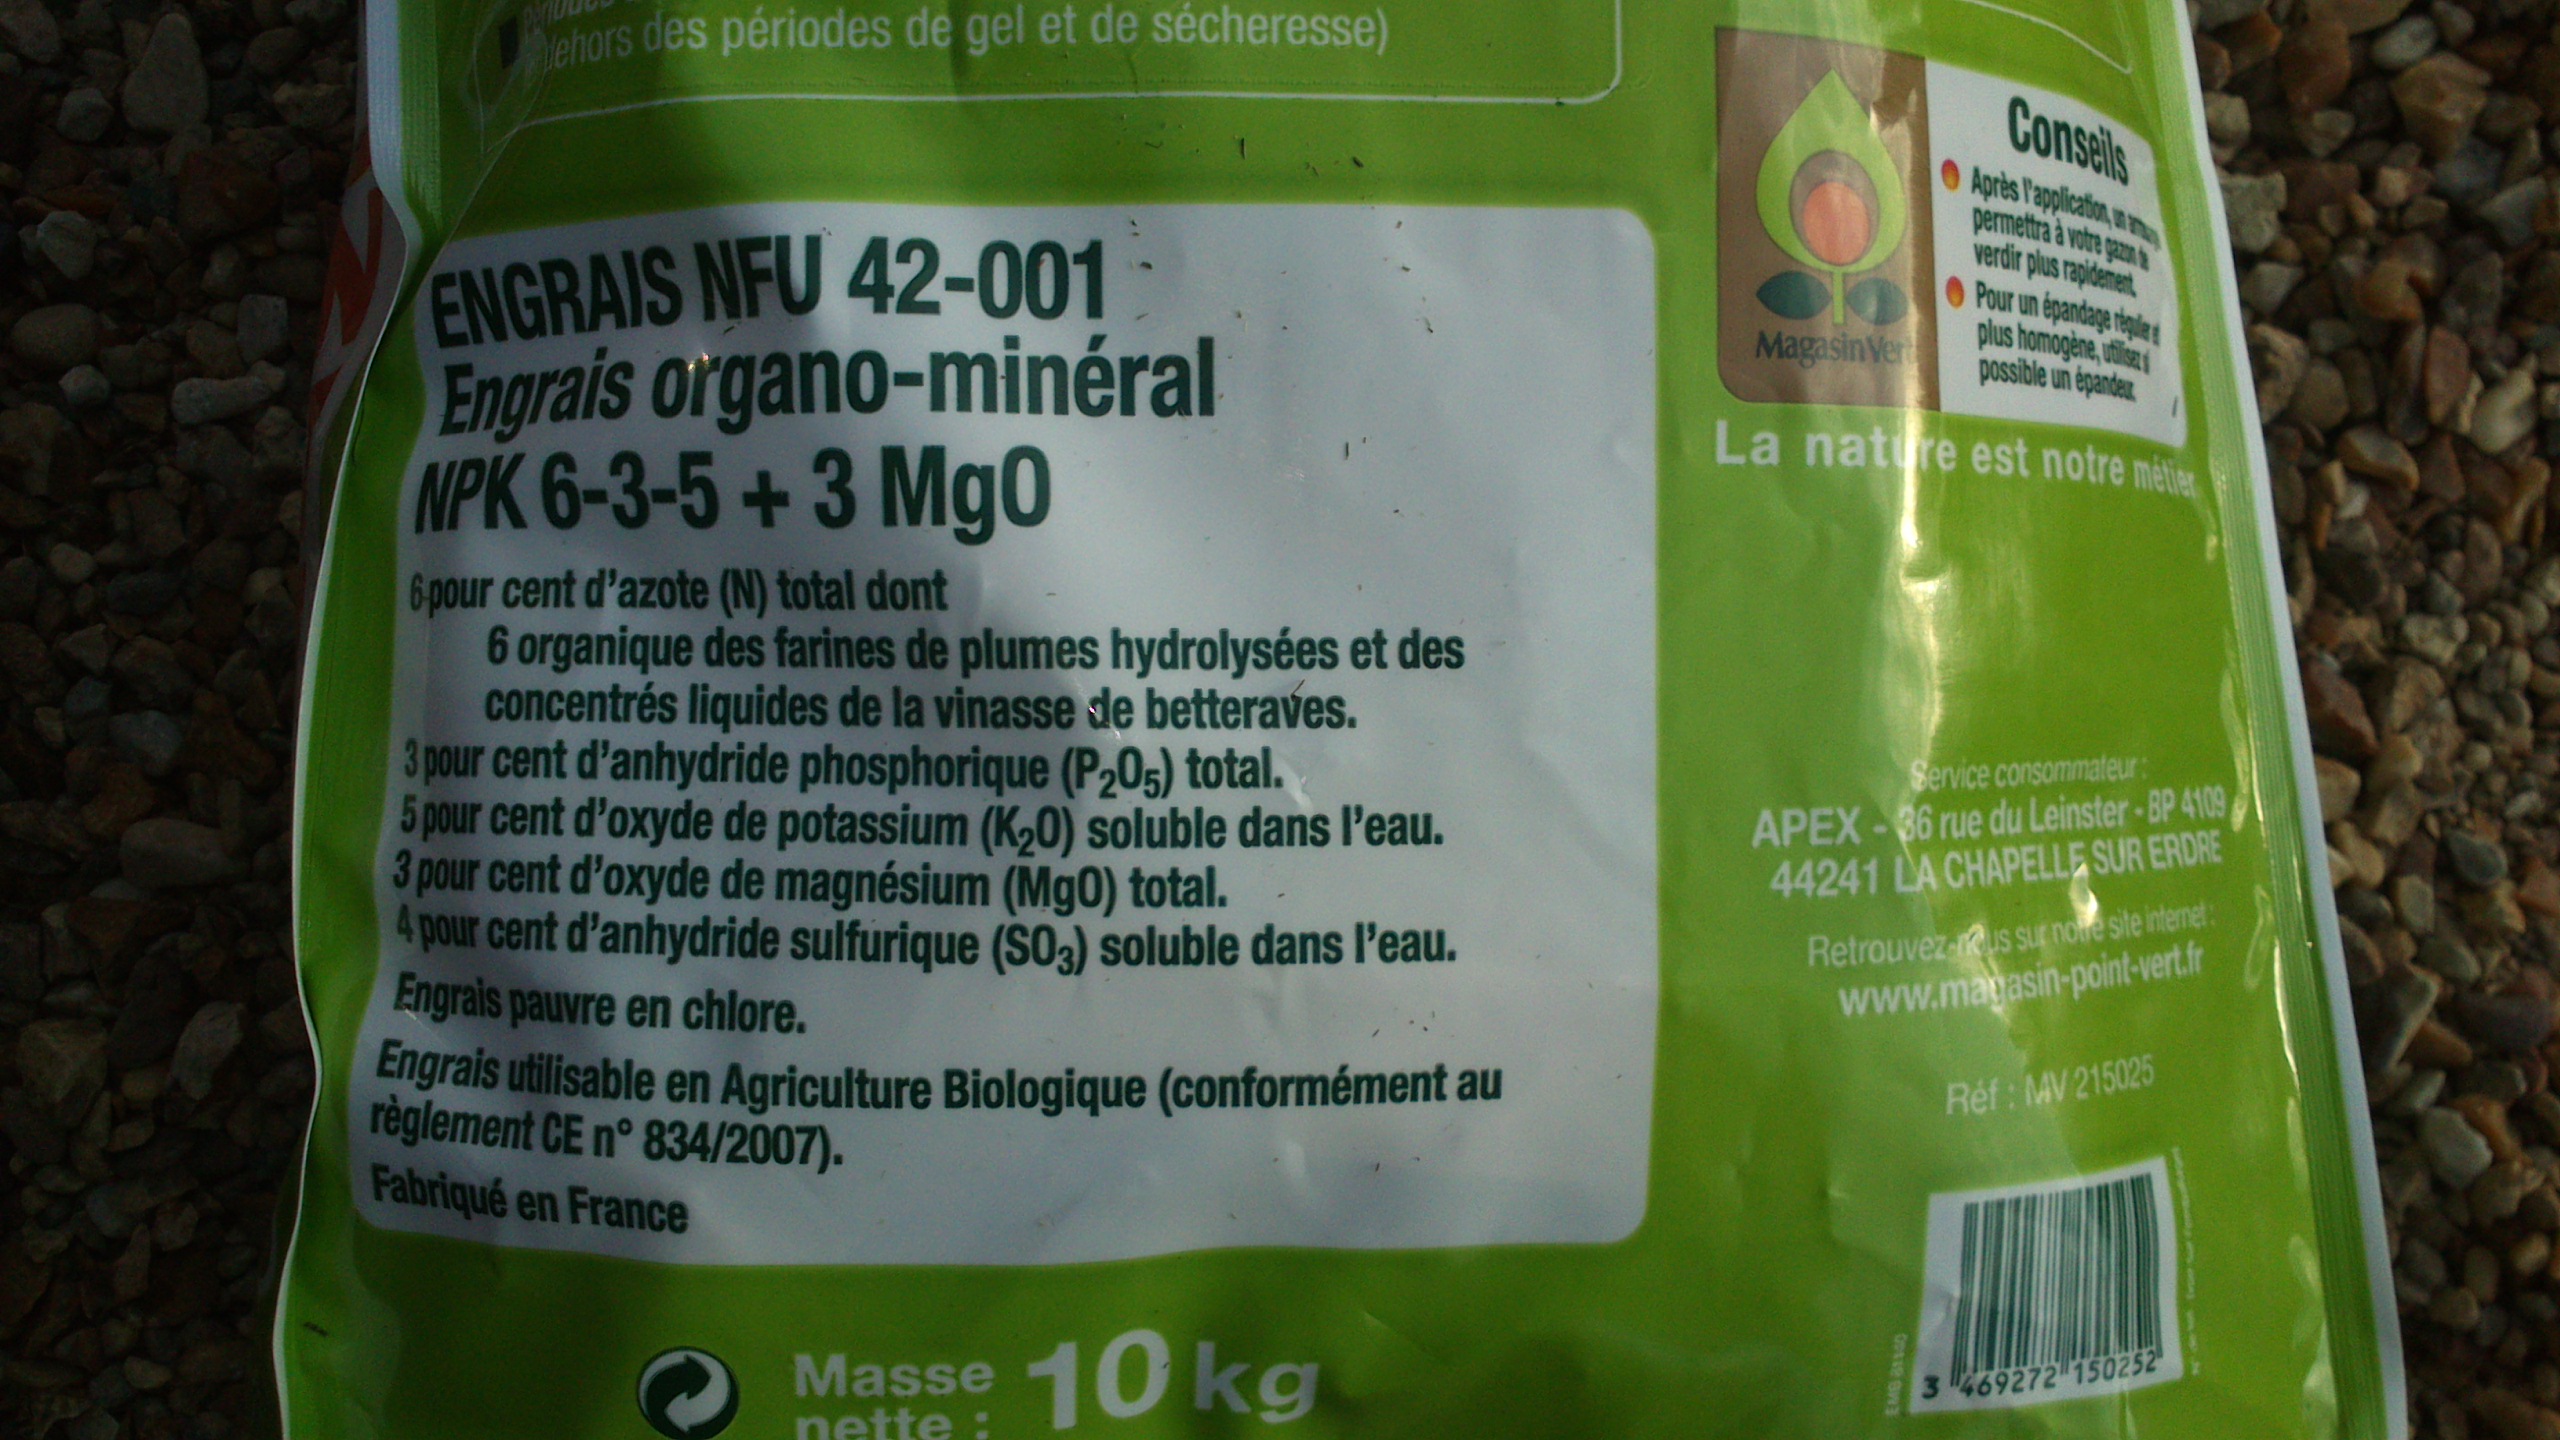 dehors des périodes de gel et de sécheresse)
ENGRAIS NFU 42-001
Engrais organo-minéral
NPK 6-3-5 + 3 MgO
6 pour cent d'azote (N) total dont
6 organique des farines de plumes hydrolysées et des
concentrés liquides de la vinasse de betteraves.
3 pour cent d'anhydride phosphorique (P₂O₅) total.
5 pour cent d'oxyde de potassium (K₂O) soluble dans l'eau.
3 pour cent d'oxyde de magnésium (MgO) total.
4 pour cent d'anhydride sulfurique (SO₃) soluble dans l'eau.
Engrais pauvre en chlore.
Engrais utilisable en Agriculture Biologique (conformément au
règlement CE n° 834/2007).
Fabriqué en France
Masse
nette : 10 kg
Magasin Vert
Conseils
Après l'application, un
permettra à votre gazon de
verdir plus rapidement.
Pour un épandage régulier et
plus homogène, utilisez si
possible un épandeur.
La nature est notre métier
Service consommateur :
APEX - 36 rue du Leinster - BP 4109
44241 LA CHAPELLE SUR ERDRE
Retrouvez-nous sur notre site internet :
www.magasin-point-vert.fr
Réf : MV 215025
3 469272 150252